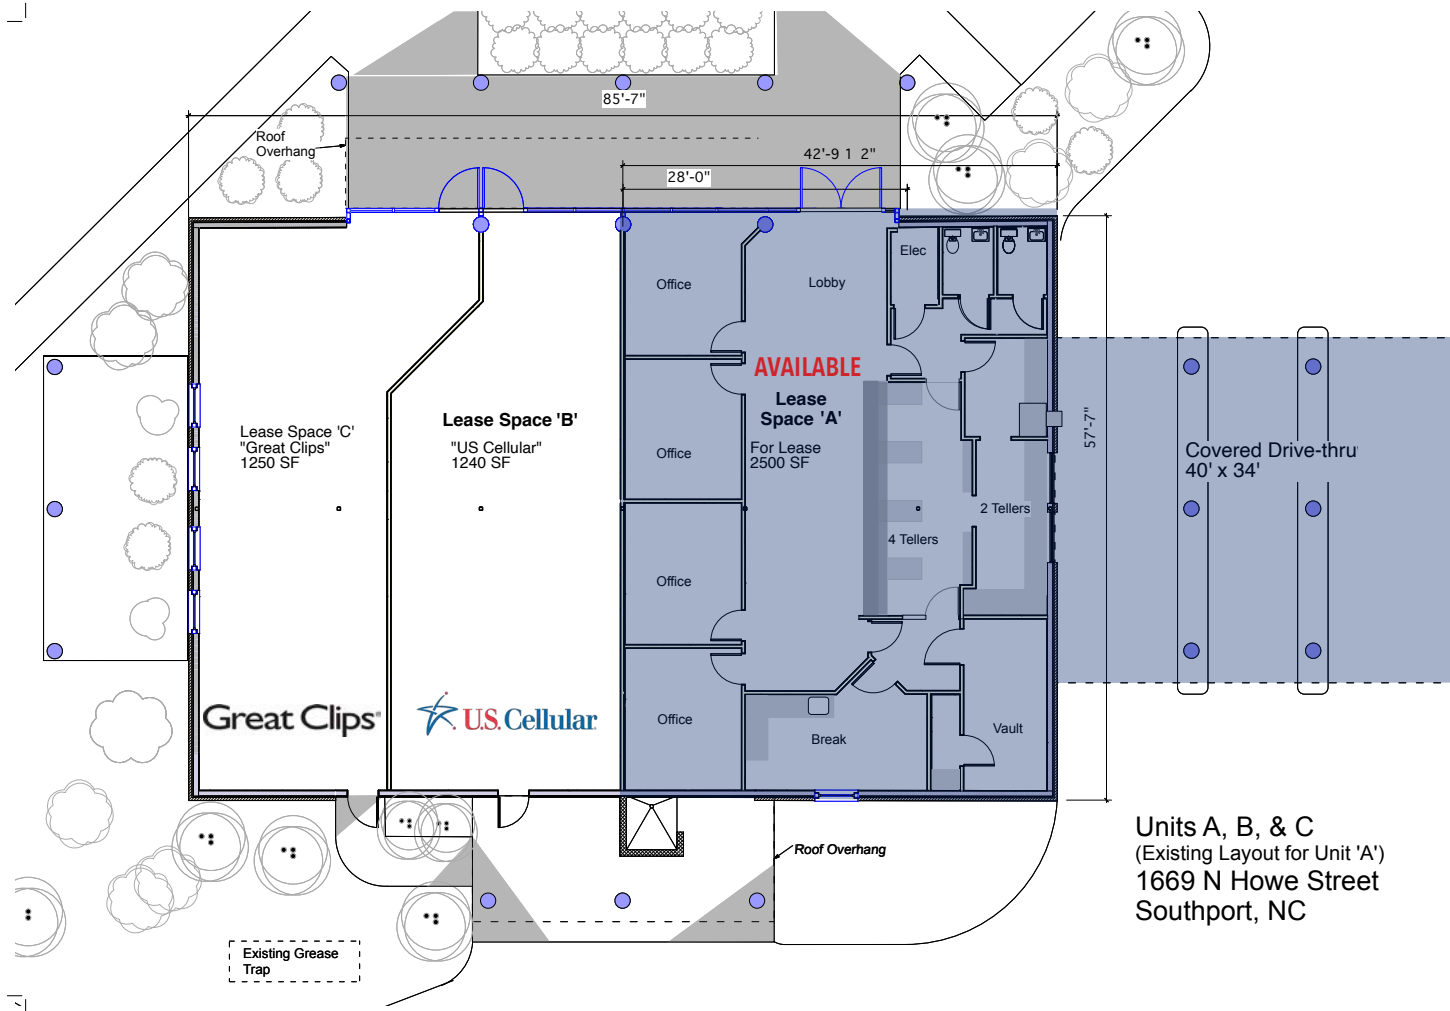 85'-7"
Roof
Overhang
42'-9 1 2"
28'-0"
Elec
Office
Lobby
AVAILABLE
Lease
Space 'A'
For Lease
2500 SF
Lease Space 'B'
"US Cellular"
1240 SF
Lease Space 'C'
"Great Clips"
1250 SF
57'-7"
Covered Drive-thru
40' x 34'
Office
2 Tellers
4 Tellers
Office
Great Clips
U.S. Cellular
Office
Break
Vault
Roof Overhang
Units A, B, & C
(Existing Layout for Unit 'A')
1669 N Howe Street
Southport, NC
Existing Grease
Trap